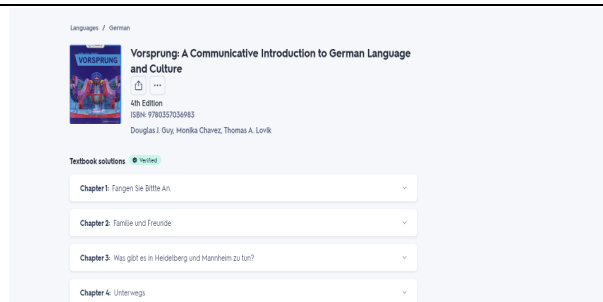 Languages / German
VORSPRUNG
Vorsprung: A Communicative Introduction to German Language
and Culture
4th Edition
ISBN: 9780357036983
Douglas J. Guy, Monika Chavez, Thomas A. Lovik
Textbook solutions Verified
Chapter 1: Fangen Sie Bittte An.
Chapter 2: Familie und Freunde
Chapter 3: Was gibt es in Heidelberg und Mannheim zu tun?
Chapter 4: Unterwegs